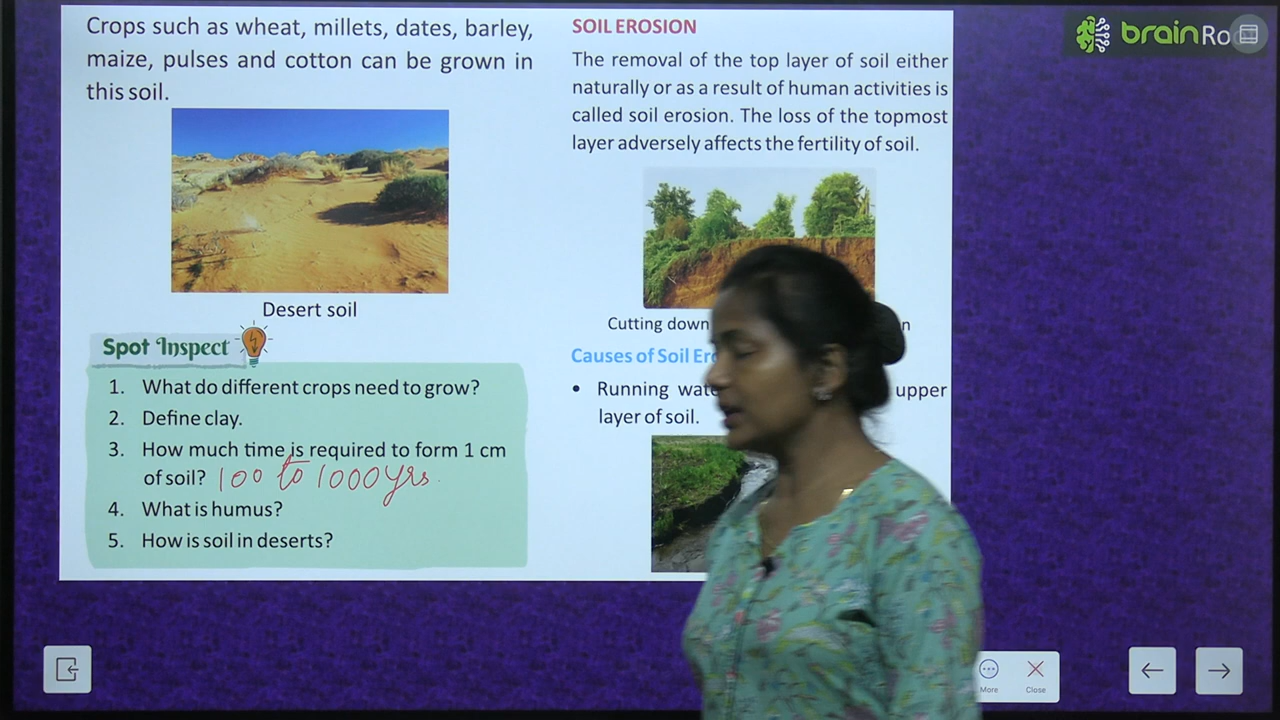 Crops such as wheat, millets, dates, barley,
maize, pulses and cotton can be grown in
this soil.
Desert soil
Spot Inspect
1. What do different crops need to grow?
2. Define clay.
3. How much time is required to form 1 cm
of soil? 100 to 1000 yrs
4. What is humus?
5. How is soil in deserts?
SOIL EROSION
The removal of the top layer of soil either
naturally or as a result of human activities is
called soil erosion. The loss of the topmost
layer adversely affects the fertility of soil.
Cutting down
Causes of Soil
• Running upper
layer of soil.
brain
More
Close